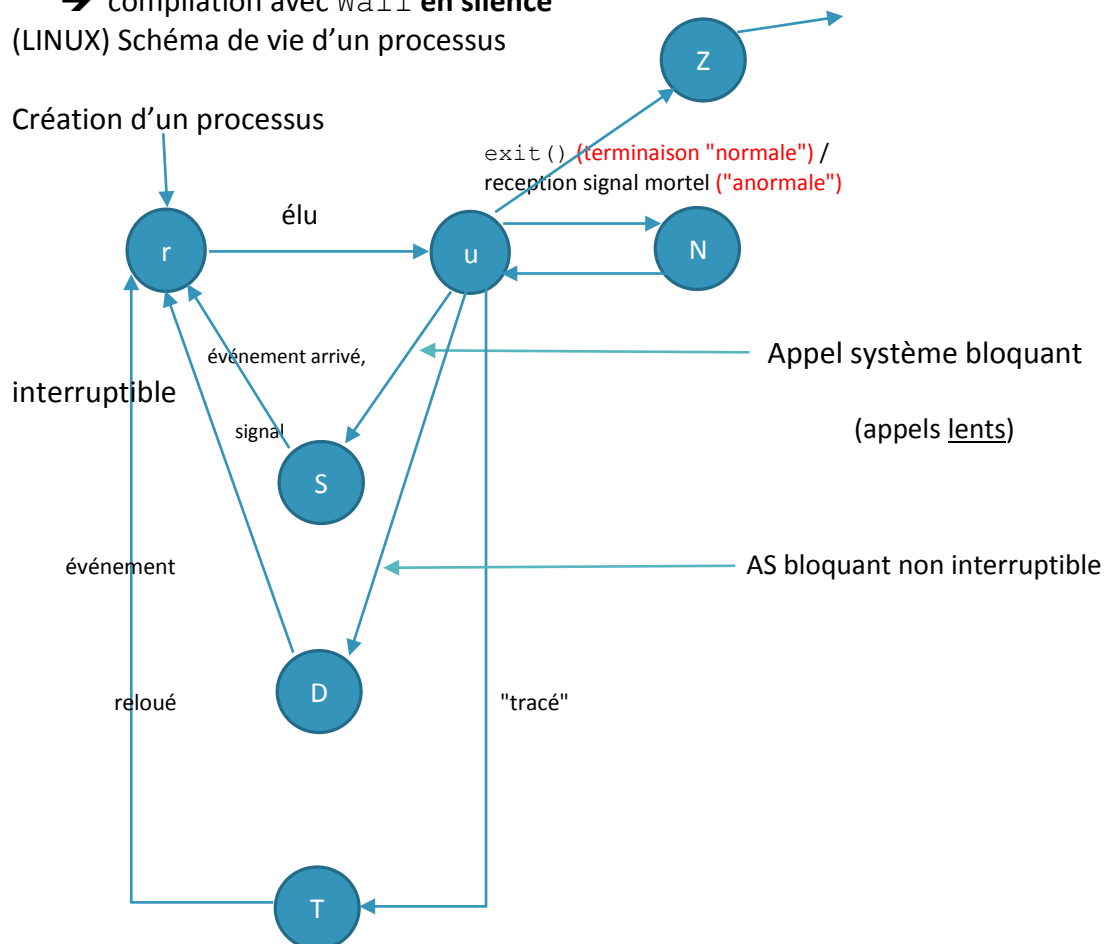 ➔ compilation avec Wall en silence
(LINUX) Schéma de vie d’un processus
Z
Création d’un processus
exit() (terminaison "normale") /
reception signal mortel ("anormale")
élu
r
u
N
événement arrivé,
Appel système bloquant
interruptible
signal
(appels lents)
S
événement
AS bloquant non interruptible
reloué
D
"tracé"
T